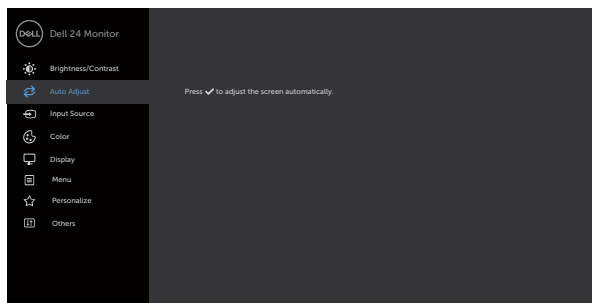 DELL Dell 24 Monitor
Brightness/Contrast
Auto Adjust
Press ✓ to adjust the screen automatically.
Input Source
Color
Display
Menu
Personalize
Others